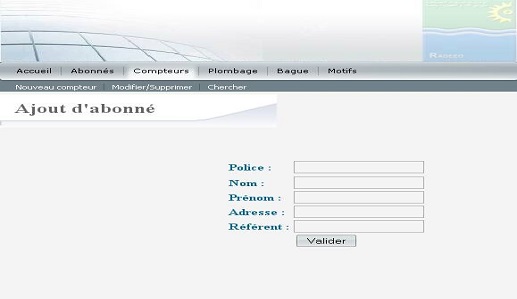 Accueil | Abonnés | Compteurs | Plombage | Bague | Motifs
Nouveau compteur | Modifier/Supprimer | Chercher
Ajout d'abonné
Police :
Nom :
Prénom :
Adresse :
Référent :
Valider